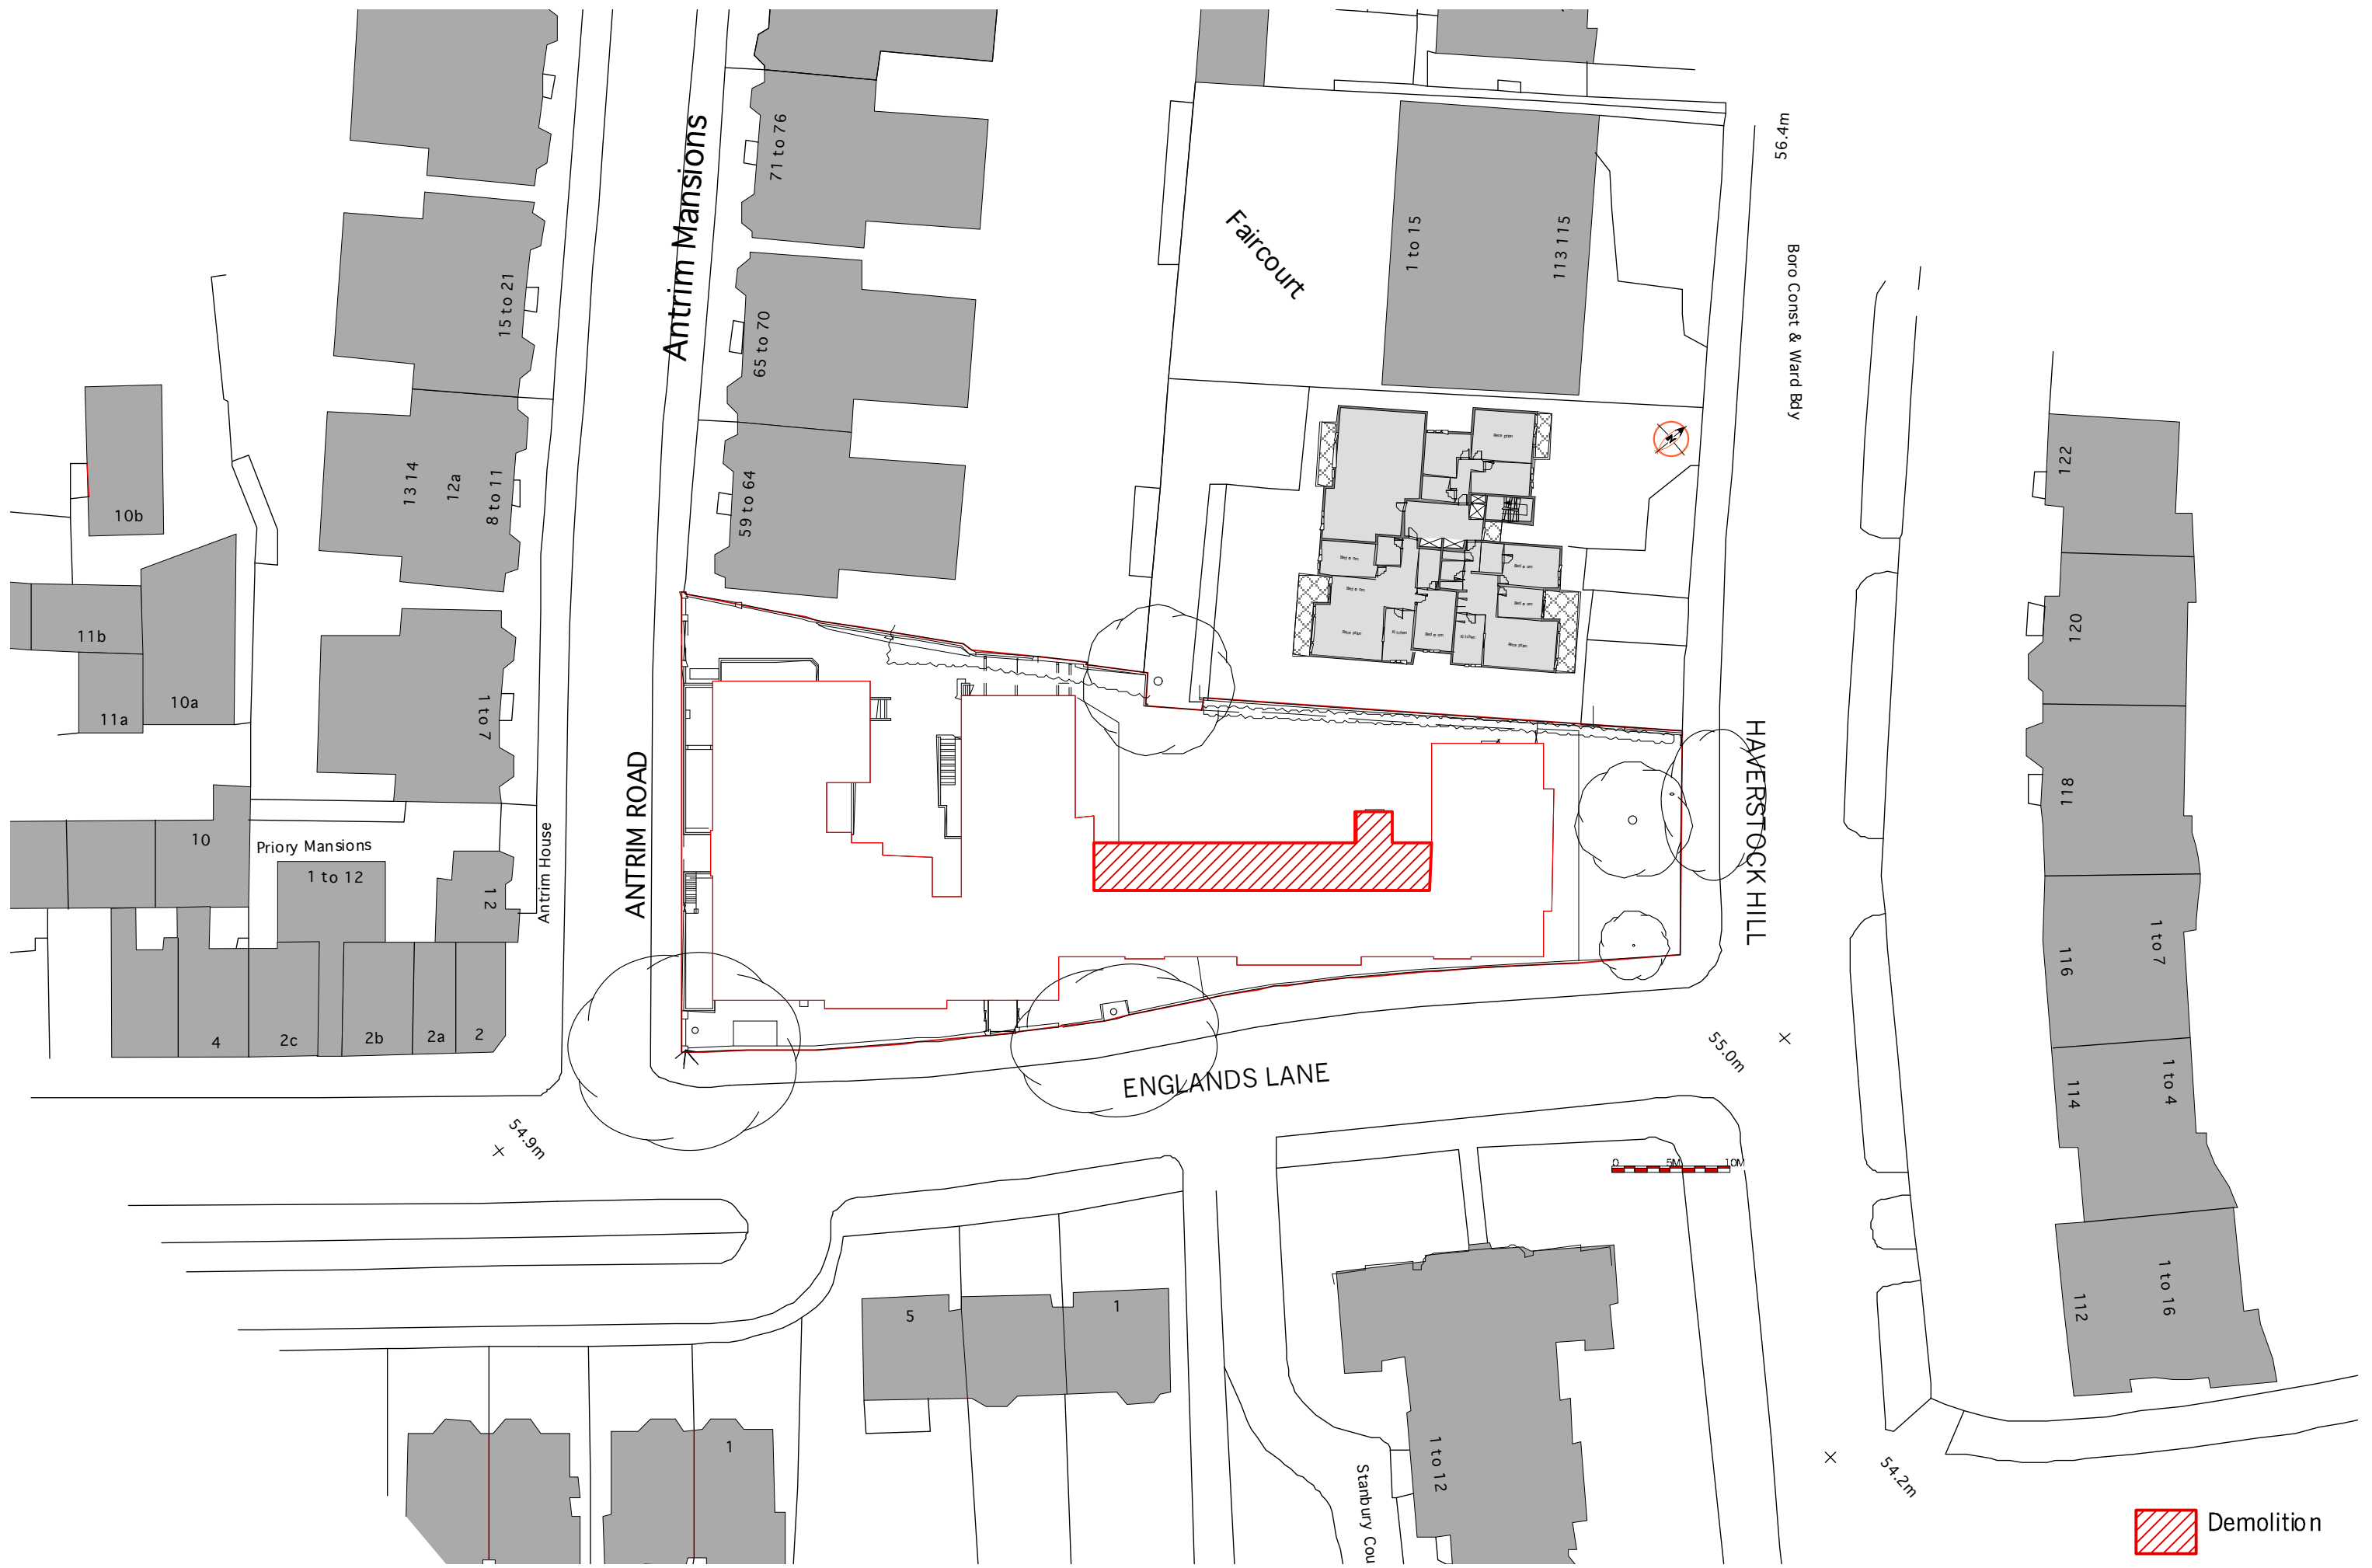 Antrim Mansions
71 to 76
65 to 70
59 to 64
15 to 21
13 14
12a
8 to 11
1 to 7
10b
11b
11a
10a
10
Priory Mansions
1 to 12
12
Antrim House
4
2c
2b
2a
2
ANTRIM ROAD
Faircourt
1 to 15
113 115
56.4m
Boro Const & Ward Bdy
HAVERSTOCK HILL
ENGLANDS LANE
55.0m
54.9m
54.2m
0 5M 10M
122
120
118
116
1 to 7
114
1 to 4
112
1 to 16
5
1
1
1 to 12
Stanbury Cou
Demolition